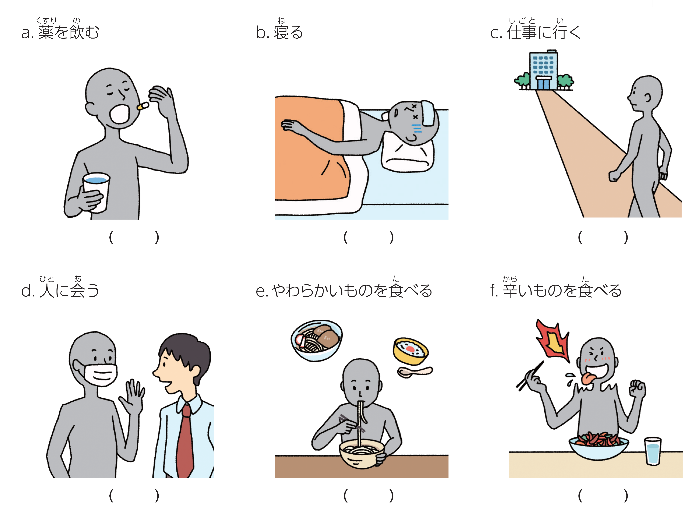 a. 薬を飲む
b. 寝る
c. 仕事に行く
( )
( )
( )
d. 人に会う
e. やわらかいものを食べる
f. 辛いものを食べる
( )
( )
( )